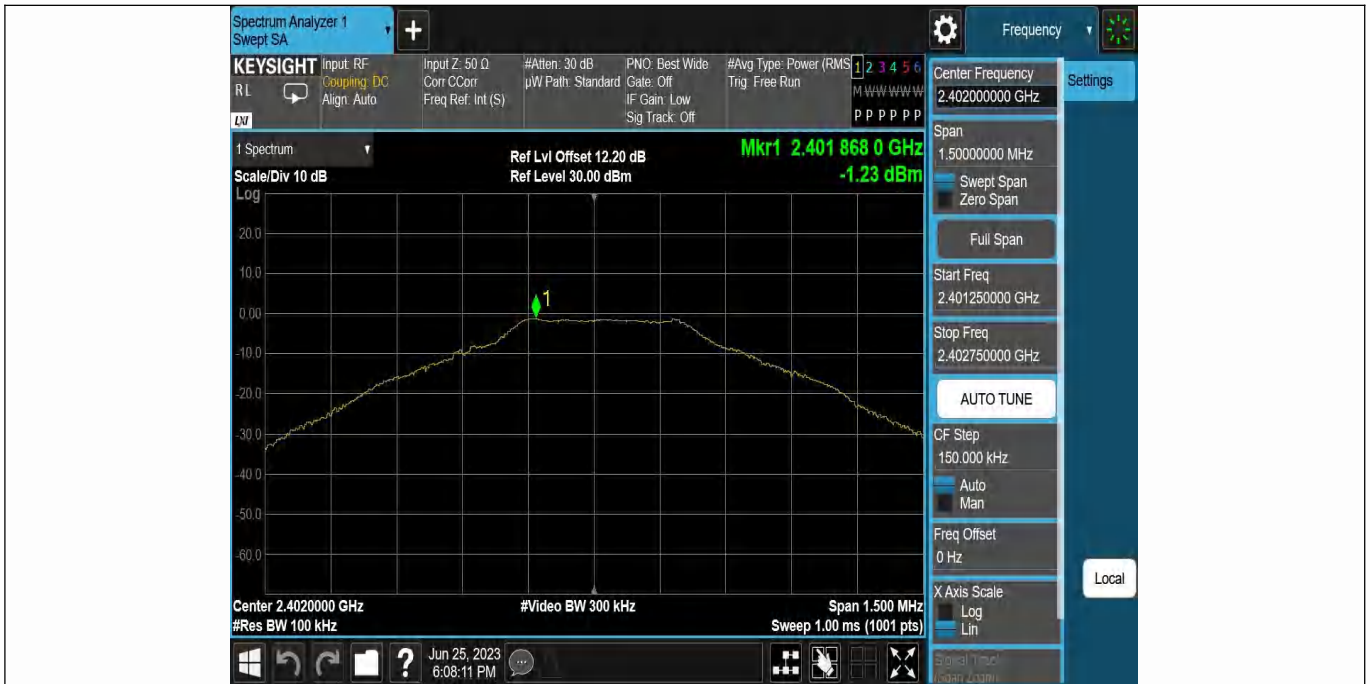 Spectrum Analyzer 1
Swept SA
+
Frequency
KEYSIGHT
RL
LXI
Input: RF
Coupling: DC
Align: Auto
Input Z: 50 Ω
Corr CCorr
Freq Ref: Int (S)
#Atten: 30 dB
µW Path: Standard
PNO: Best Wide
Gate: Off
IF Gain: Low
Sig Track: Off
#Avg Type: Power (RMS
Trig: Free Run
1 2 3 4 5 6
M W W W W W
P P P P P P
Center Frequency
2.402000000 GHz
Settings
Span
1.50000000 MHz
Swept Span
Zero Span
Full Span
Start Freq
2.401250000 GHz
Stop Freq
2.402750000 GHz
AUTO TUNE
CF Step
150.000 kHz
Auto
Man
Freq Offset
0 Hz
X Axis Scale
Log
Lin
Signal Track
(Span Zoom)
Local
1 Spectrum
Scale/Div 10 dB
Ref Lvl Offset 12.20 dB
Ref Level 30.00 dBm
Mkr1 2.401 868 0 GHz
-1.23 dBm
Log
20.0
10.0
0.00
-10.0
-20.0
-30.0
-40.0
-50.0
-60.0
1
Center 2.4020000 GHz
#Video BW 300 kHz
Span 1.500 MHz
#Res BW 100 kHz
Sweep 1.00 ms (1001 pts)
?
Jun 25, 2023
6:08:11 PM